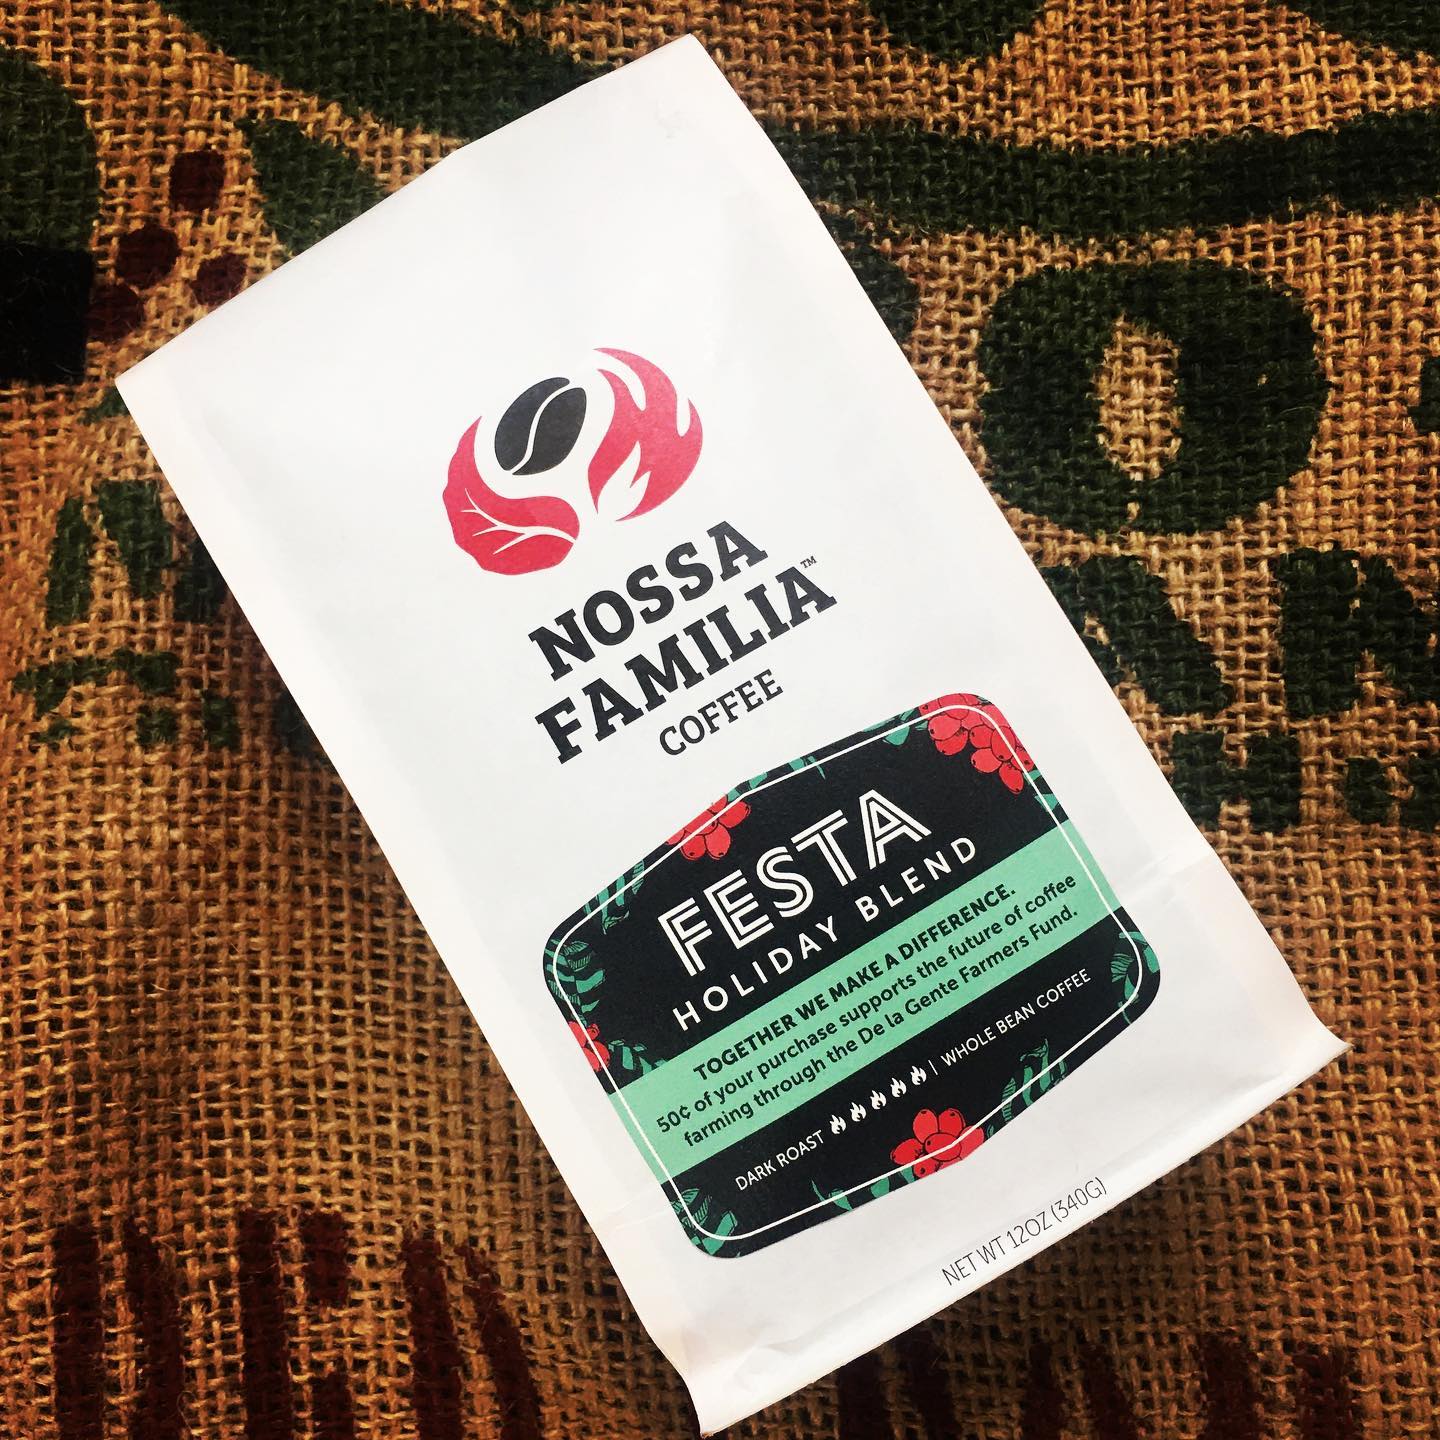 NOSSA
FAMILIA™
COFFEE
FESTA
HOLIDAY BLEND
TOGETHER WE MAKE A DIFFERENCE.
50¢ of your purchase supports the future of coffee
farming through the De la Gente Farmers Fund.
DARK ROAST | WHOLE BEAN COFFEE
NET WT 12OZ (340G)